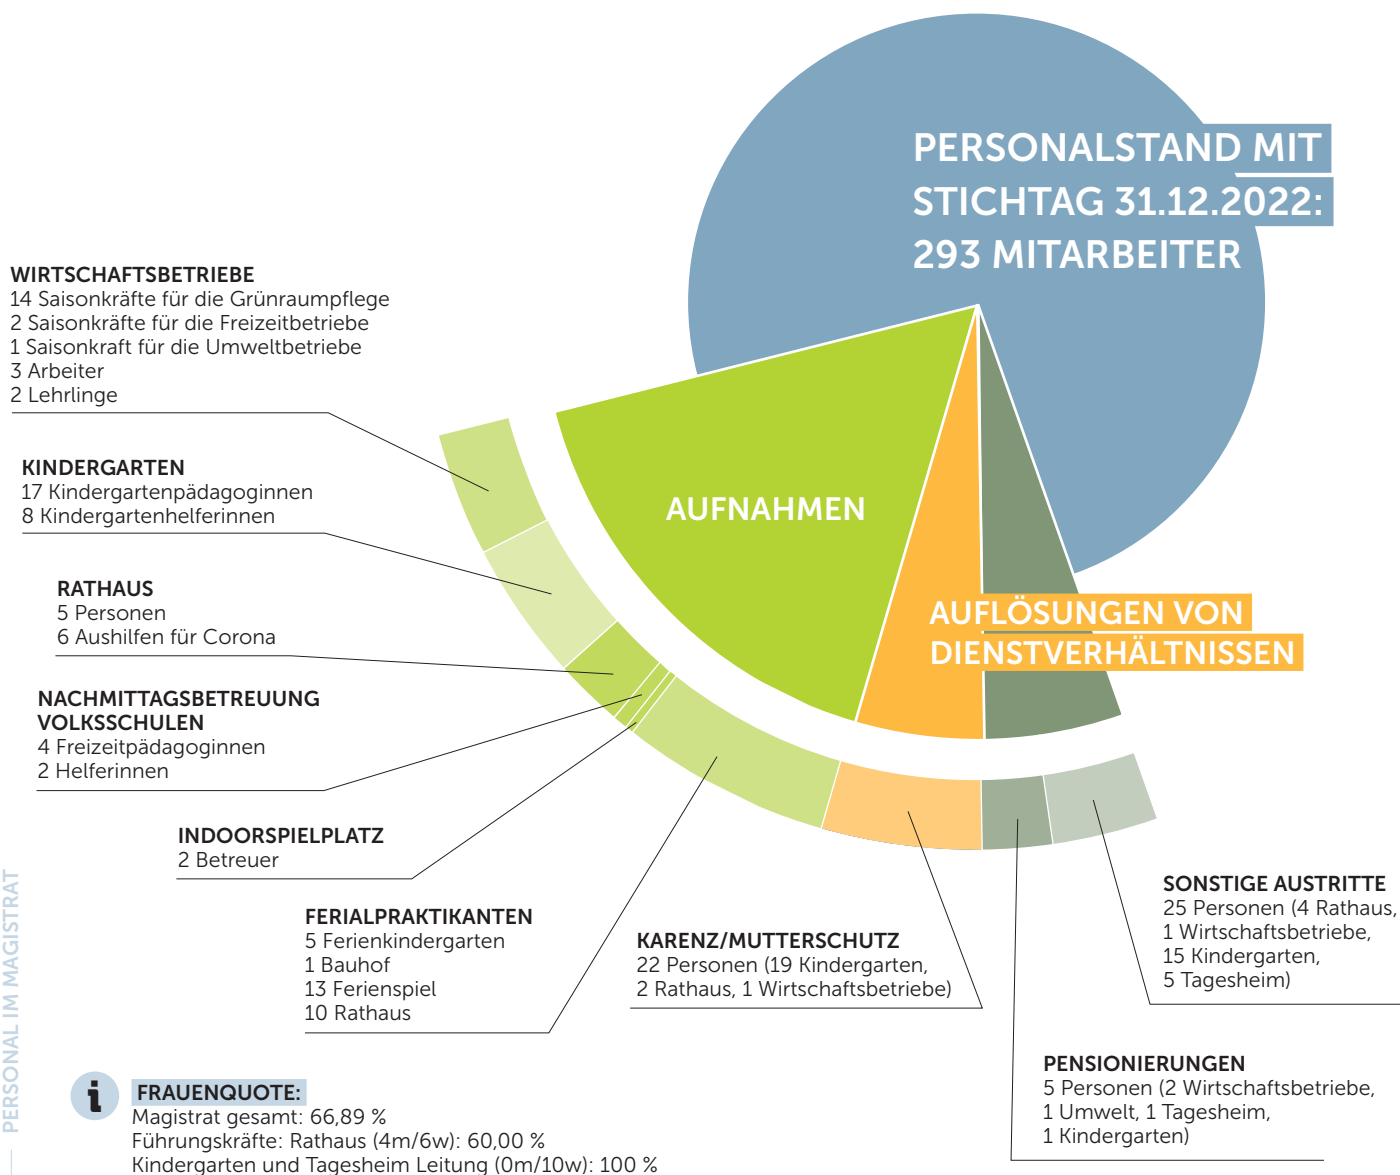 PERSONALSTAND MIT
STICHTAG 31.12.2022:
293 MITARBEITER
WIRTSCHAFTSBETRIEBE
14 Saisonkräfte für die Grünraumpflege
2 Saisonkräfte für die Freizeitbetriebe
1 Saisonkraft für die Umweltbetriebe
3 Arbeiter
2 Lehrlinge
KINDERGARTEN
17 Kindergartenpädagoginnen
8 Kindergartenhelferinnen
AUFNAHMEN
RATHAUS
5 Personen
6 Aushilfen für Corona
AUFLÖSUNGEN VON
DIENSTVERHÄLTNISSEN
NACHMITTAGSBETREUUNG
VOLKSSCHULEN
4 Freizeitpädagoginnen
2 Helferinnen
INDOORSPIELPLATZ
2 Betreuer
FERIALPRAKTIKANTEN
5 Ferienkindergarten
1 Bauhof
13 Ferienspiel
10 Rathaus
KARENZ/MUTTERSCHUTZ
22 Personen (19 Kindergarten,
2 Rathaus, 1 Wirtschaftsbetriebe)
SONSTIGE AUSTRITTE
25 Personen (4 Rathaus,
1 Wirtschaftsbetriebe,
15 Kindergarten,
5 Tagesheim)
PENSIONIERUNGEN
5 Personen (2 Wirtschaftsbetriebe,
1 Umwelt, 1 Tagesheim,
1 Kindergarten)
PERSONAL IM MAGISTRAT
i
FRAUENQUOTE:
Magistrat gesamt: 66,89 %
Führungskräfte: Rathaus (4m/6w): 60,00 %
Kindergarten und Tagesheim Leitung (0m/10w): 100 %